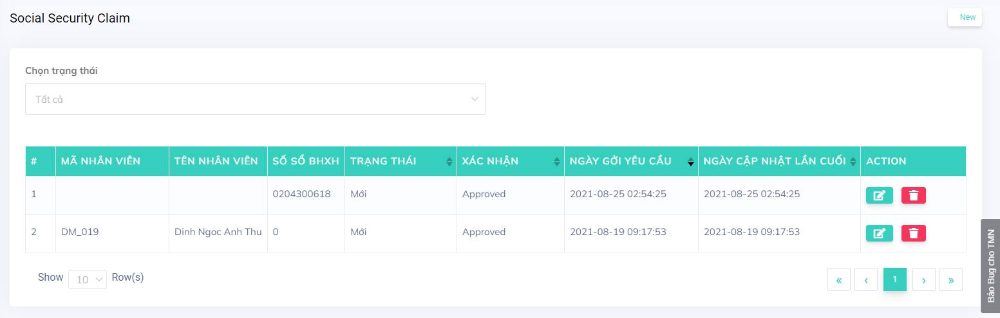 Social Security Claim
New
Chọn trạng thái
Tất cả
# MÃ NHÂN VIÊN TÊN NHÂN VIÊN SỐ SỔ BHXH TRẠNG THÁI XÁC NHẬN NGÀY GỞI YÊU CẦU NGÀY CẬP NHẬT LẦN CUỐI ACTION
1 0204300618 Mới Approved 2021-08-25 02:54:25 2021-08-25 02:54:25
2 DM_019 Dinh Ngoc Anh Thu 0 Mới Approved 2021-08-19 09:17:53 2021-08-19 09:17:53
Show 10 Row(s)
« ‹ 1 › »
Báo Bug cho TMN